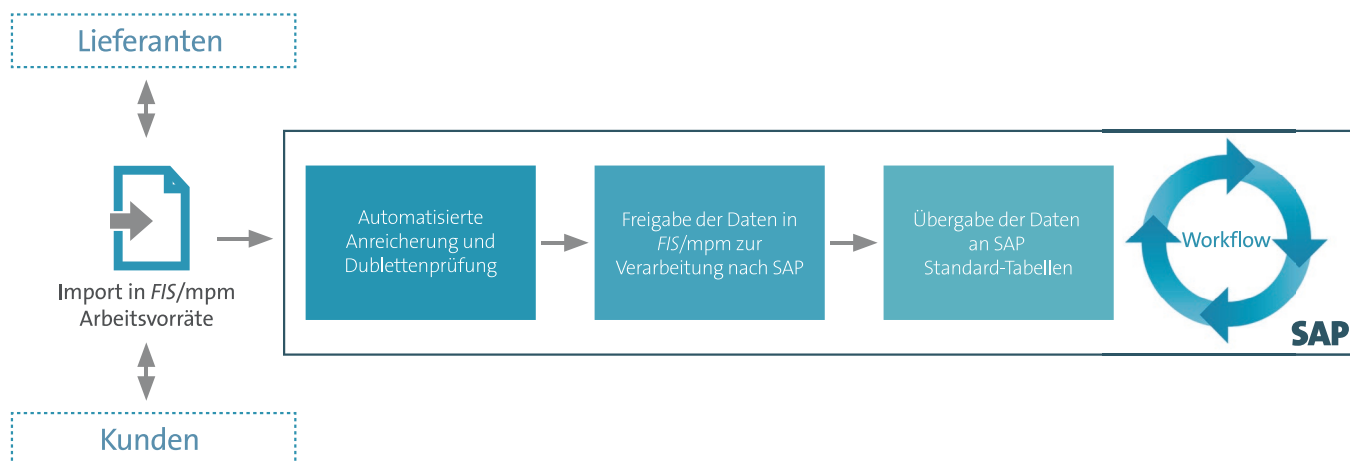 Lieferanten
Import in FIS/mpm
Arbeitsvorräte
Kunden
Automatisierte
Anreicherung und
Dublettenprüfung
Freigabe der Daten in
FIS/mpm zur
Verarbeitung nach SAP
Übergabe der Daten
an SAP
Standard-Tabellen
Workflow
SAP